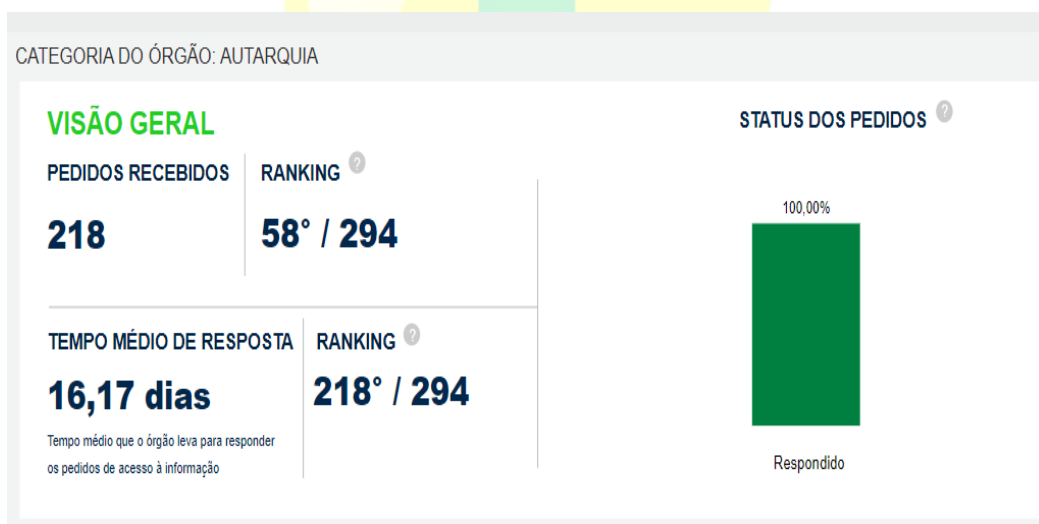 CATEGORIA DO ÓRGÃO: AUTARQUIA
VISÃO GERAL
PEDIDOS RECEBIDOS
218
RANKING ?
58° / 294
TEMPO MÉDIO DE RESPOSTA
16,17 dias
Tempo médio que o órgão leva para responder
os pedidos de acesso à informação
RANKING ?
218° / 294
STATUS DOS PEDIDOS ?
100,00%
Respondido